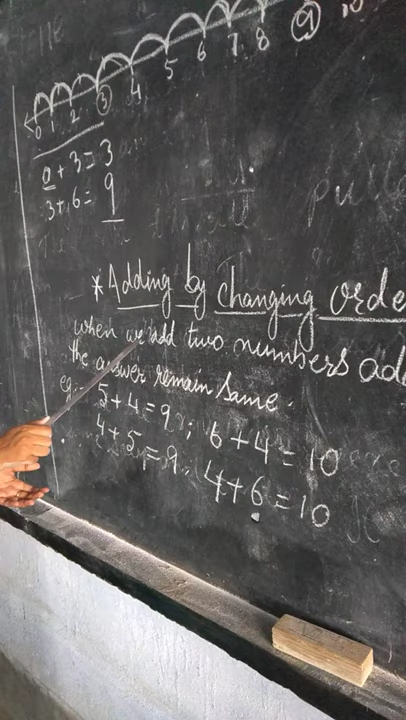 0 1 2 3 4 5 6 7 8 9 10
0 + 3 = 3
3 + 6 = 9
* Adding by changing orde
when we add two numbers
the answer remain same.
eg:- 5 + 4 = 9 ; 6 + 4 = 10
4 + 5 = 9. 4 + 6 = 10